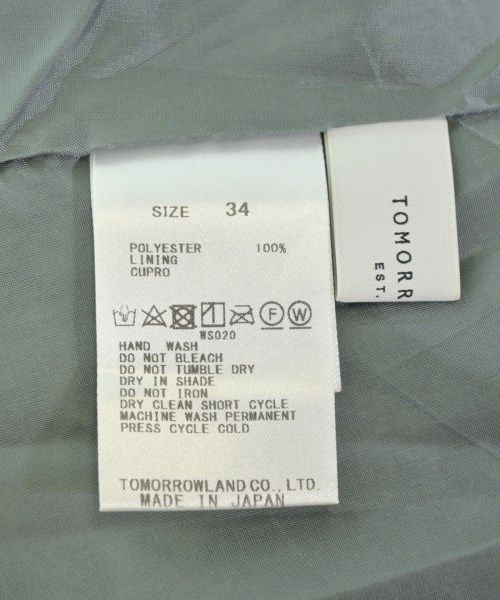 SIZE 34
POLYESTER 100%
LINING
CUPRO
F W
WS020
HAND WASH
DO NOT BLEACH
DO NOT TUMBLE DRY
DRY IN SHADE
DO NOT IRON
DRY CLEAN SHORT CYCLE
MACHINE WASH PERMANENT
PRESS CYCLE COLD
TOMORROWLAND CO., LTD.
MADE IN JAPAN
TOMORR
EST.